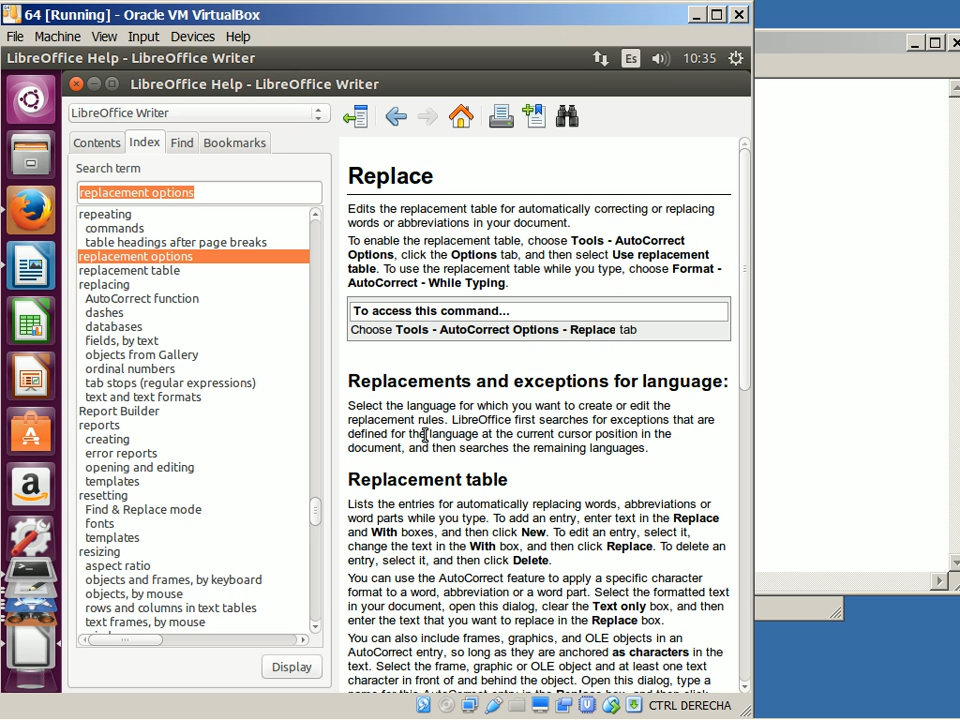 64 [Running] - Oracle VM VirtualBox
File Machine View Input Devices Help
LibreOffice Help - LibreOffice Writer
Es
10:35
LibreOffice Help - LibreOffice Writer
LibreOffice Writer
Contents Index Find Bookmarks
Search term
replacement options
repeating
commands
table headings after page breaks
replacement options
replacement table
replacing
AutoCorrect function
dashes
databases
fields, by text
objects from Gallery
ordinal numbers
tab stops (regular expressions)
text and text formats
Report Builder
reports
creating
error reports
opening and editing
templates
resetting
Find & Replace mode
fonts
templates
resizing
aspect ratio
objects and frames, by keyboard
objects, by mouse
rows and columns in text tables
text frames, by mouse
Display
Replace
Edits the replacement table for automatically correcting or replacing
words or abbreviations in your document.
To enable the replacement table, choose Tools - AutoCorrect
Options, click the Options tab, and then select Use replacement
table. To use the replacement table while you type, choose Format -
AutoCorrect - While Typing.
To access this command...
Choose Tools - AutoCorrect Options - Replace tab
Replacements and exceptions for language:
Select the language for which you want to create or edit the
replacement rules. LibreOffice first searches for exceptions that are
defined for the language at the current cursor position in the
document, and then searches the remaining languages.
Replacement table
Lists the entries for automatically replacing words, abbreviations or
word parts while you type. To add an entry, enter text in the Replace
and With boxes, and then click New. To edit an entry, select it,
change the text in the With box, and then click Replace. To delete an
entry, select it, and then click Delete.
You can use the AutoCorrect feature to apply a specific character
format to a word, abbreviation or a word part. Select the formatted text
in your document, open this dialog, clear the Text only box, and then
enter the text that you want to replace in the Replace box.
You can also include frames, graphics, and OLE objects in an
AutoCorrect entry, so long as they are anchored as characters in the
text. Select the frame, graphic or OLE object and at least one text
character in front of and behind the object. Open this dialog, type a
name for this AutoCorrect entry in the Replace box, and then click
CTRL DERECHA